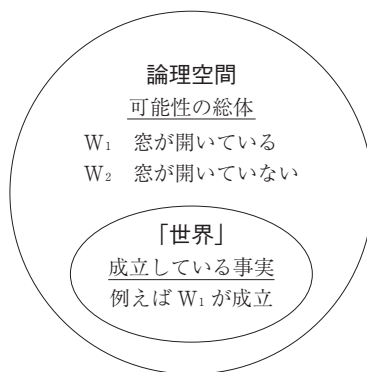 論理空間
可能性の総体
W₁　窓が開いている
W₂　窓が開いていない
「世界」
成立している事実
例えば W₁ が成立